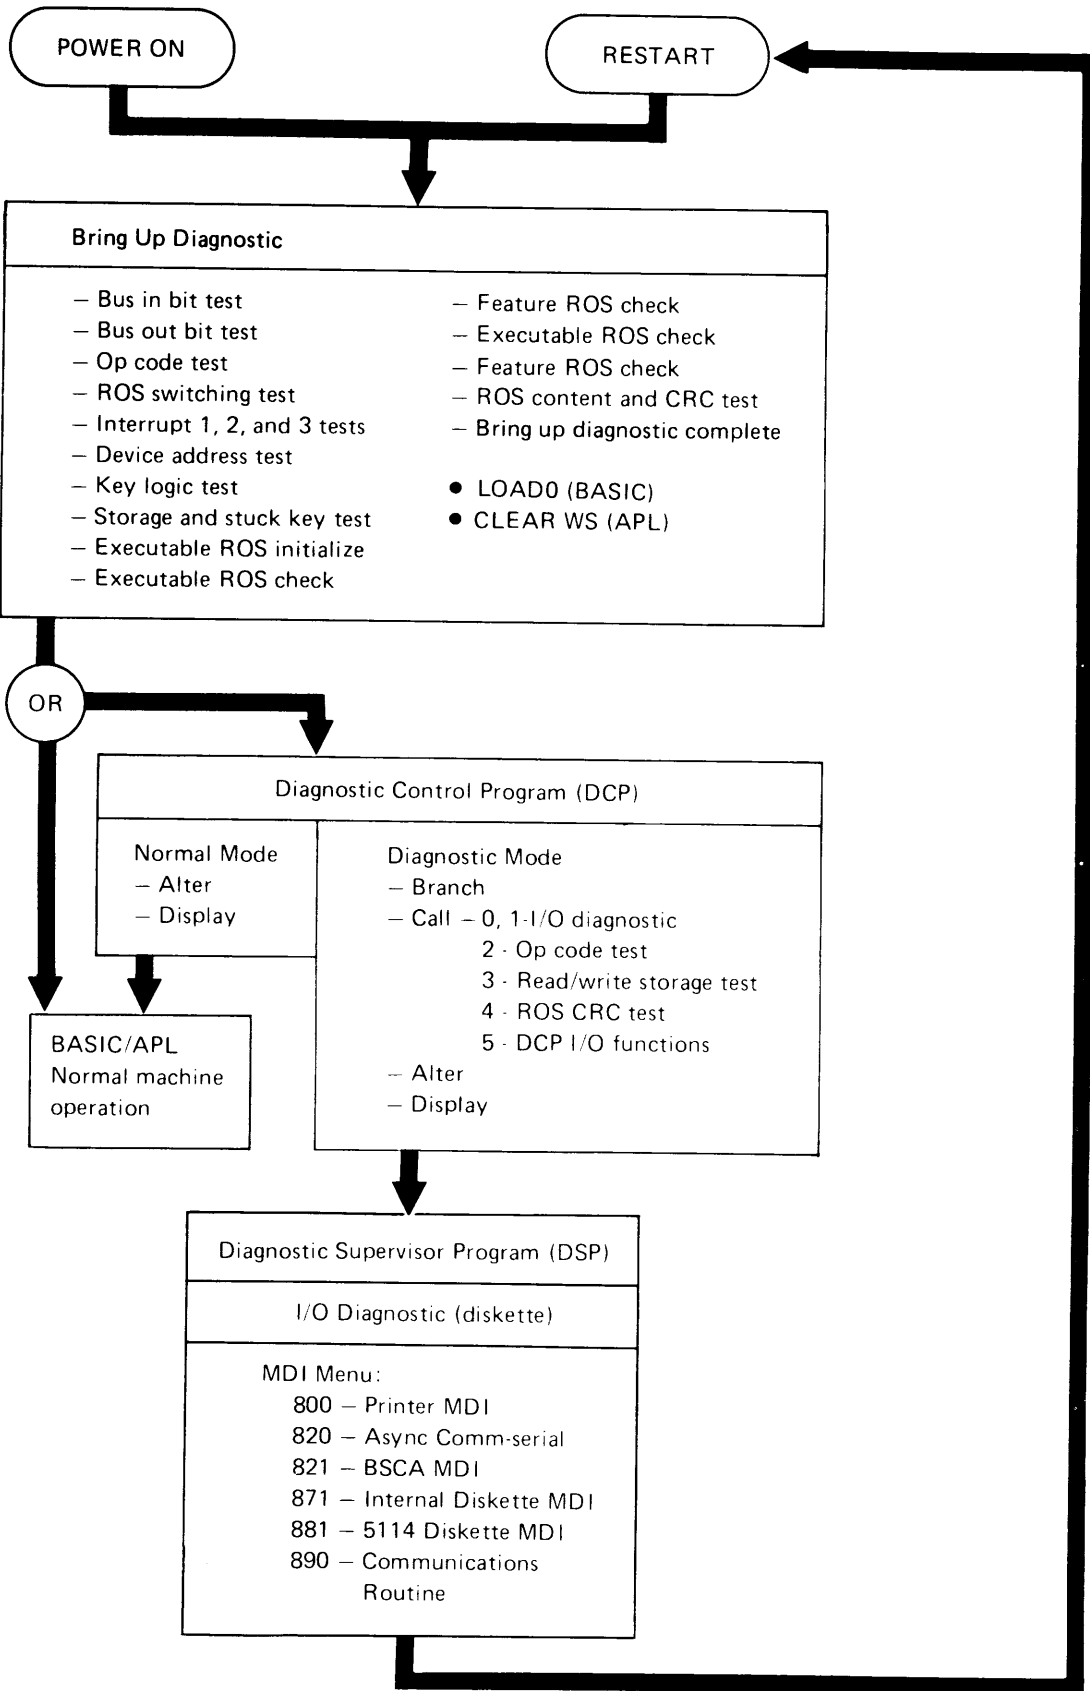 POWER ON
RESTART
Bring Up Diagnostic
– Bus in bit test
– Bus out bit test
– Op code test
– ROS switching test
– Interrupt 1, 2, and 3 tests
– Device address test
– Key logic test
– Storage and stuck key test
– Executable ROS initialize
– Executable ROS check
– Feature ROS check
– Executable ROS check
– Feature ROS check
– ROS content and CRC test
– Bring up diagnostic complete
● LOAD0 (BASIC)
● CLEAR WS (APL)
OR
Diagnostic Control Program (DCP)
Normal Mode
– Alter
– Display
Diagnostic Mode
– Branch
– Call – 0, 1-I/O diagnostic
2 - Op code test
3 - Read/write storage test
4 - ROS CRC test
5 - DCP I/O functions
– Alter
– Display
BASIC/APL
Normal machine
operation
Diagnostic Supervisor Program (DSP)
I/O Diagnostic (diskette)
MDI Menu:
800 – Printer MDI
820 – Async Comm-serial
821 – BSCA MDI
871 – Internal Diskette MDI
881 – 5114 Diskette MDI
890 – Communications
Routine